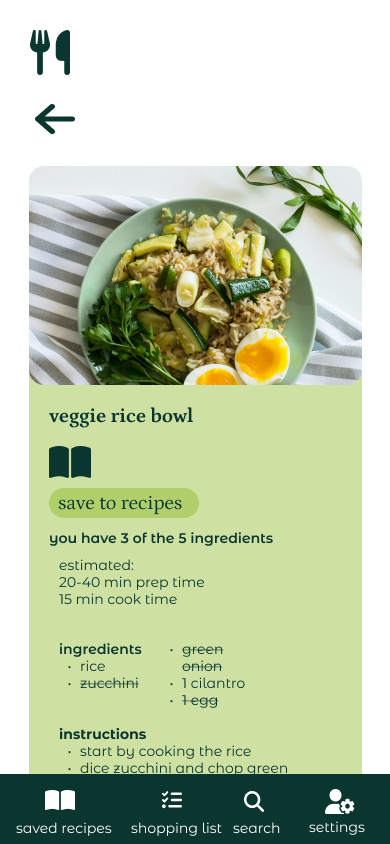 veggie rice bowl
save to recipes
you have 3 of the 5 ingredients
estimated:
20-40 min prep time
15 min cook time
ingredients
• rice
• zucchini
• green
onion
• 1 cilantro
• 1 egg
instructions
• start by cooking the rice
• dice zucchini and chop green
saved recipes
shopping list
search
settings